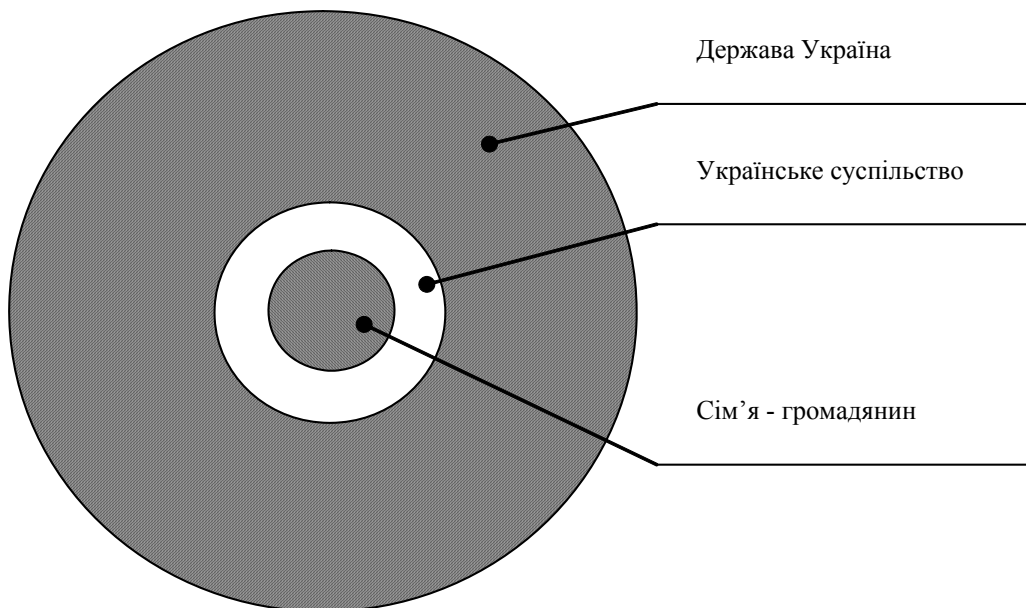 Держава Україна
Українське суспільство
Сім’я - громадянин